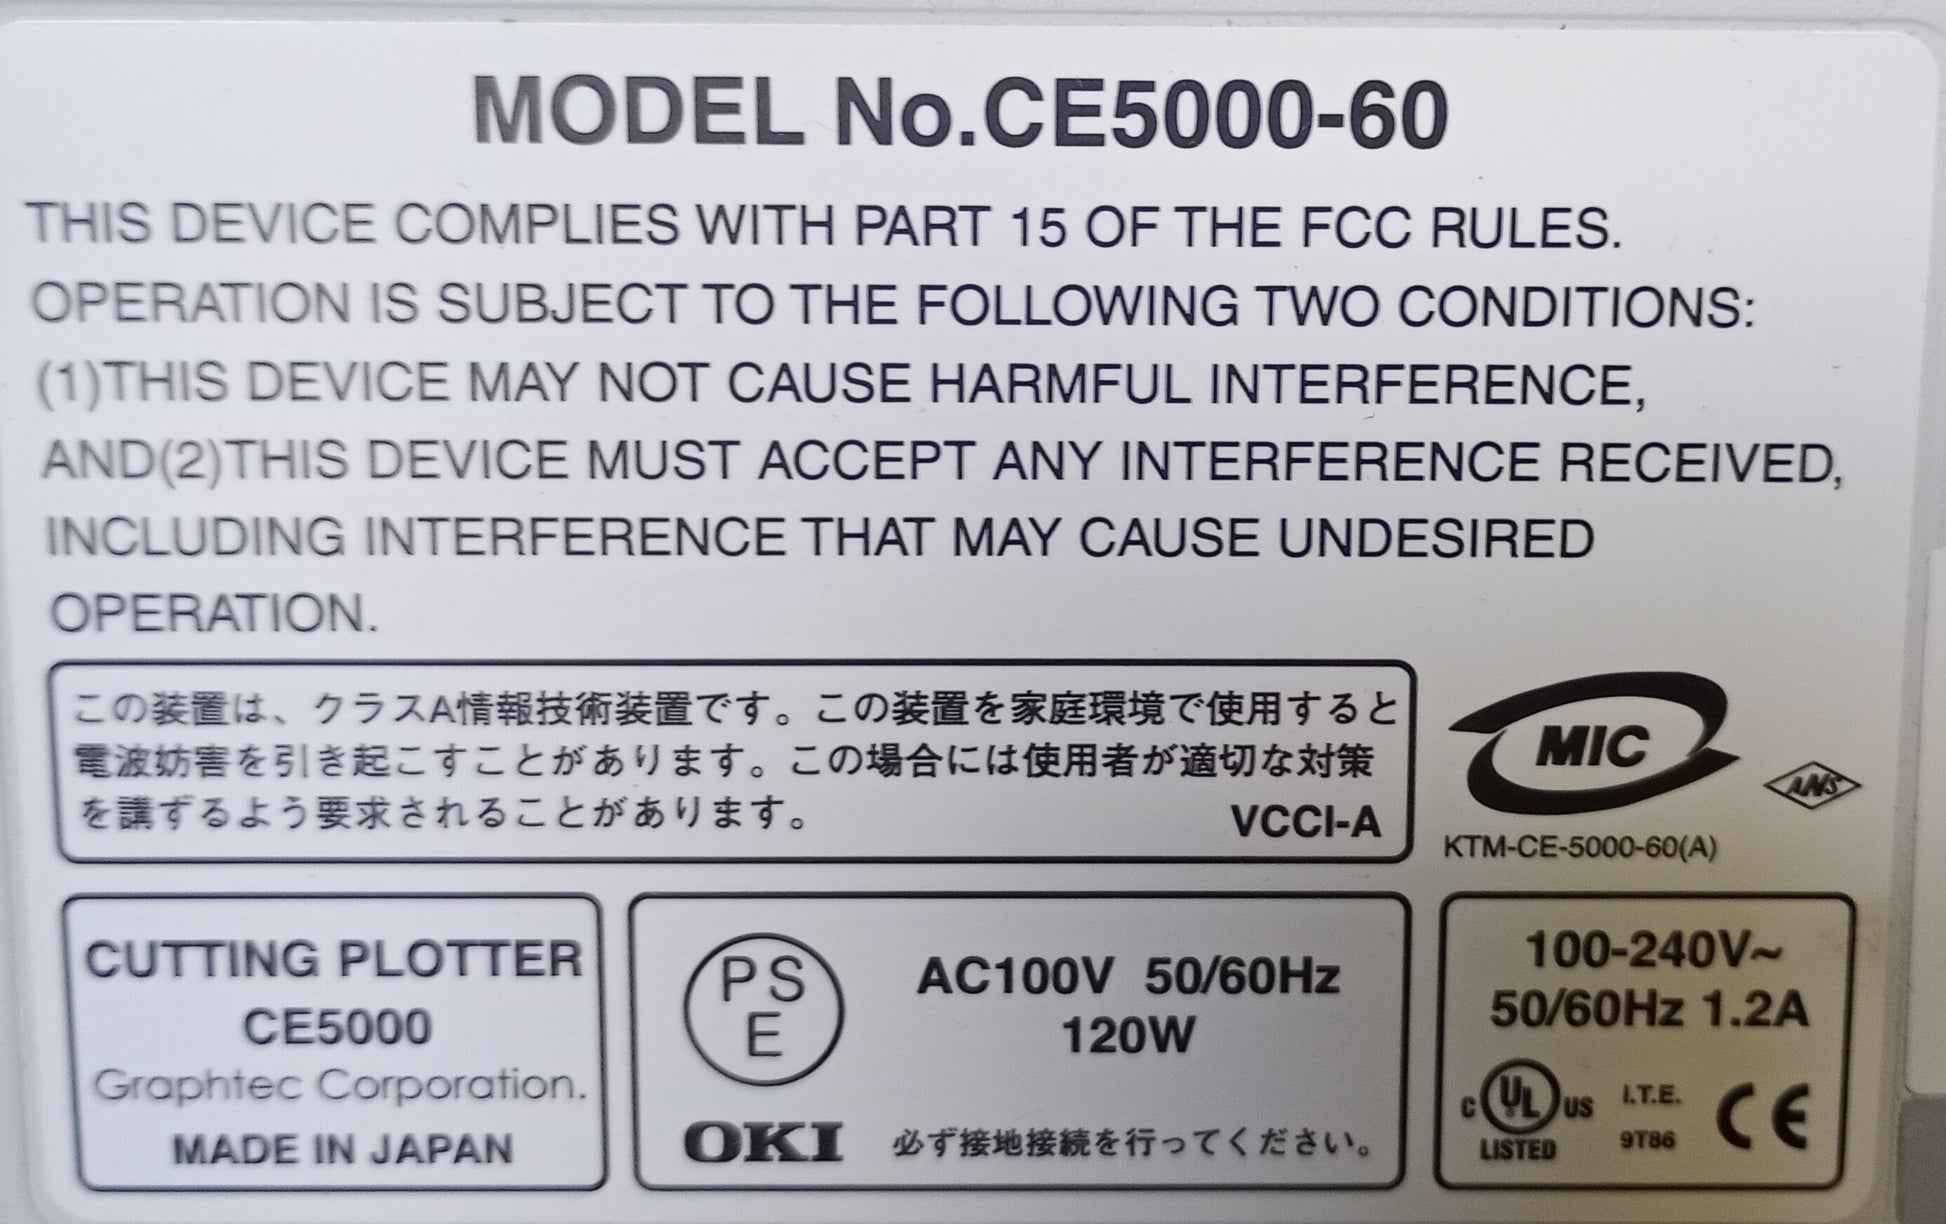 MODEL No.CE5000-60
THIS DEVICE COMPLIES WITH PART 15 OF THE FCC RULES.
OPERATION IS SUBJECT TO THE FOLLOWING TWO CONDITIONS:
(1)THIS DEVICE MAY NOT CAUSE HARMFUL INTERFERENCE,
AND(2)THIS DEVICE MUST ACCEPT ANY INTERFERENCE RECEIVED,
INCLUDING INTERFERENCE THAT MAY CAUSE UNDESIRED
OPERATION.
この装置は、クラスA情報技術装置です。この装置を家庭環境で使用すると
電波妨害を引き起こすことがあります。この場合には使用者が適切な対策
を講ずるよう要求されることがあります。
VCCI-A
MIC
ANS
KTM-CE-5000-60(A)
CUTTING PLOTTER
CE5000
Graphtec Corporation.
MADE IN JAPAN
PS
E
OKI
AC100V 50/60Hz
120W
必ず接地接続を行ってください。
100-240V~
50/60Hz 1.2A
C UL US
LISTED
I.T.E.
9T86
CE